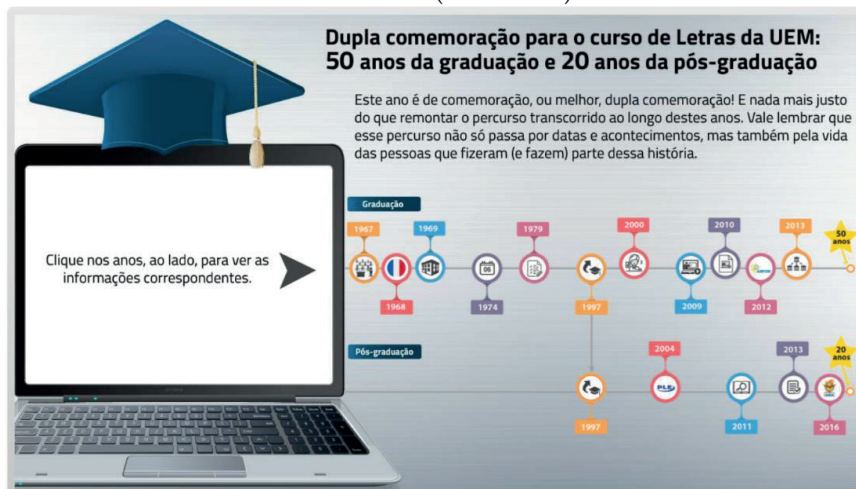 Dupla comemoração para o curso de Letras da UEM:
50 anos da graduação e 20 anos da pós-graduação
Este ano é de comemoração, ou melhor, dupla comemoração! E nada mais justo
do que remontar o percurso transcorrido ao longo destes anos. Vale lembrar que
esse percurso não só passa por datas e acontecimentos, mas também pela vida
das pessoas que fizeram (e fazem) parte dessa história.
Clique nos anos, ao lado, para ver as
informações correspondentes.
Graduação
1967
1969
1979
2000
2010
2013
50
anos
06
1968
1974
1997
2009
2012
Pós-graduação
2004
2013
20
anos
PLE
1997
2011
2016